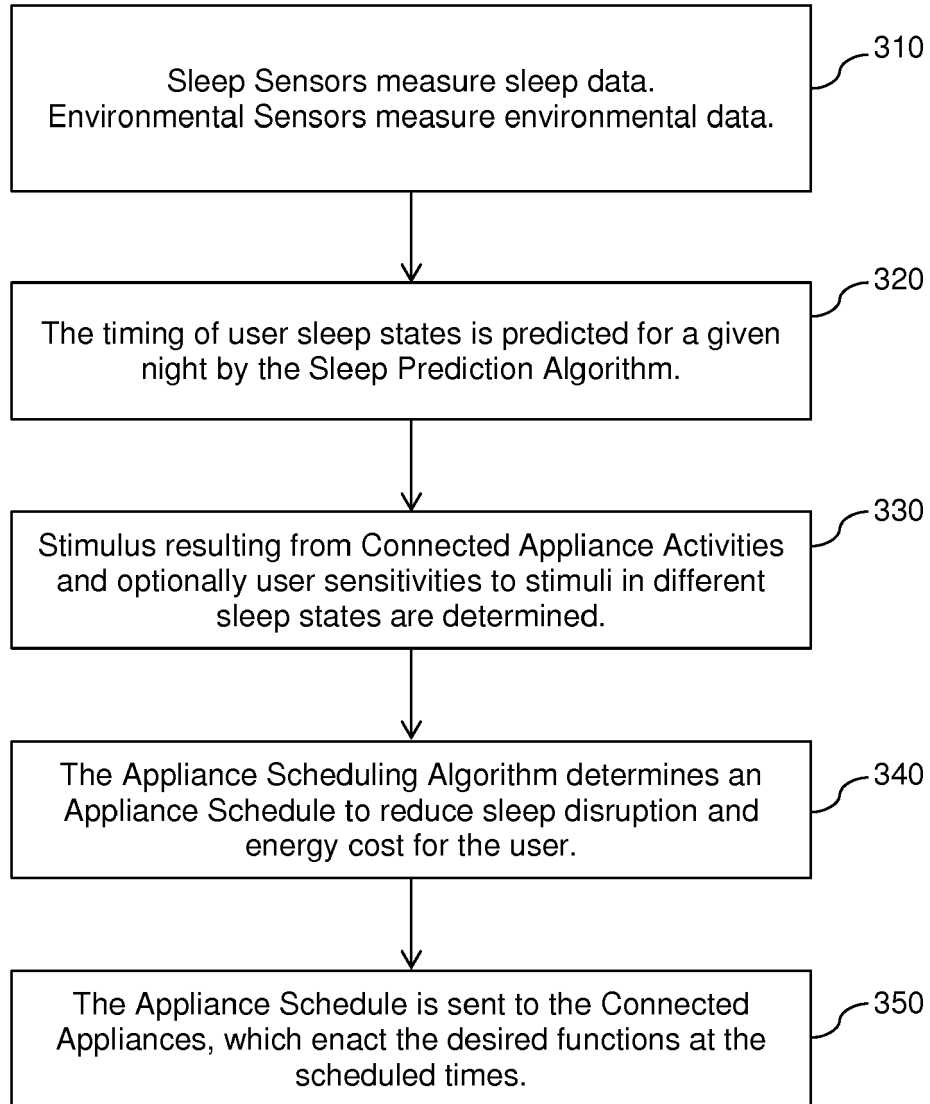 310
Sleep Sensors measure sleep data.
Environmental Sensors measure environmental data.
320
The timing of user sleep states is predicted for a given
night by the Sleep Prediction Algorithm.
330
Stimulus resulting from Connected Appliance Activities
and optionally user sensitivities to stimuli in different
sleep states are determined.
340
The Appliance Scheduling Algorithm determines an
Appliance Schedule to reduce sleep disruption and
energy cost for the user.
350
The Appliance Schedule is sent to the Connected
Appliances, which enact the desired functions at the
scheduled times.